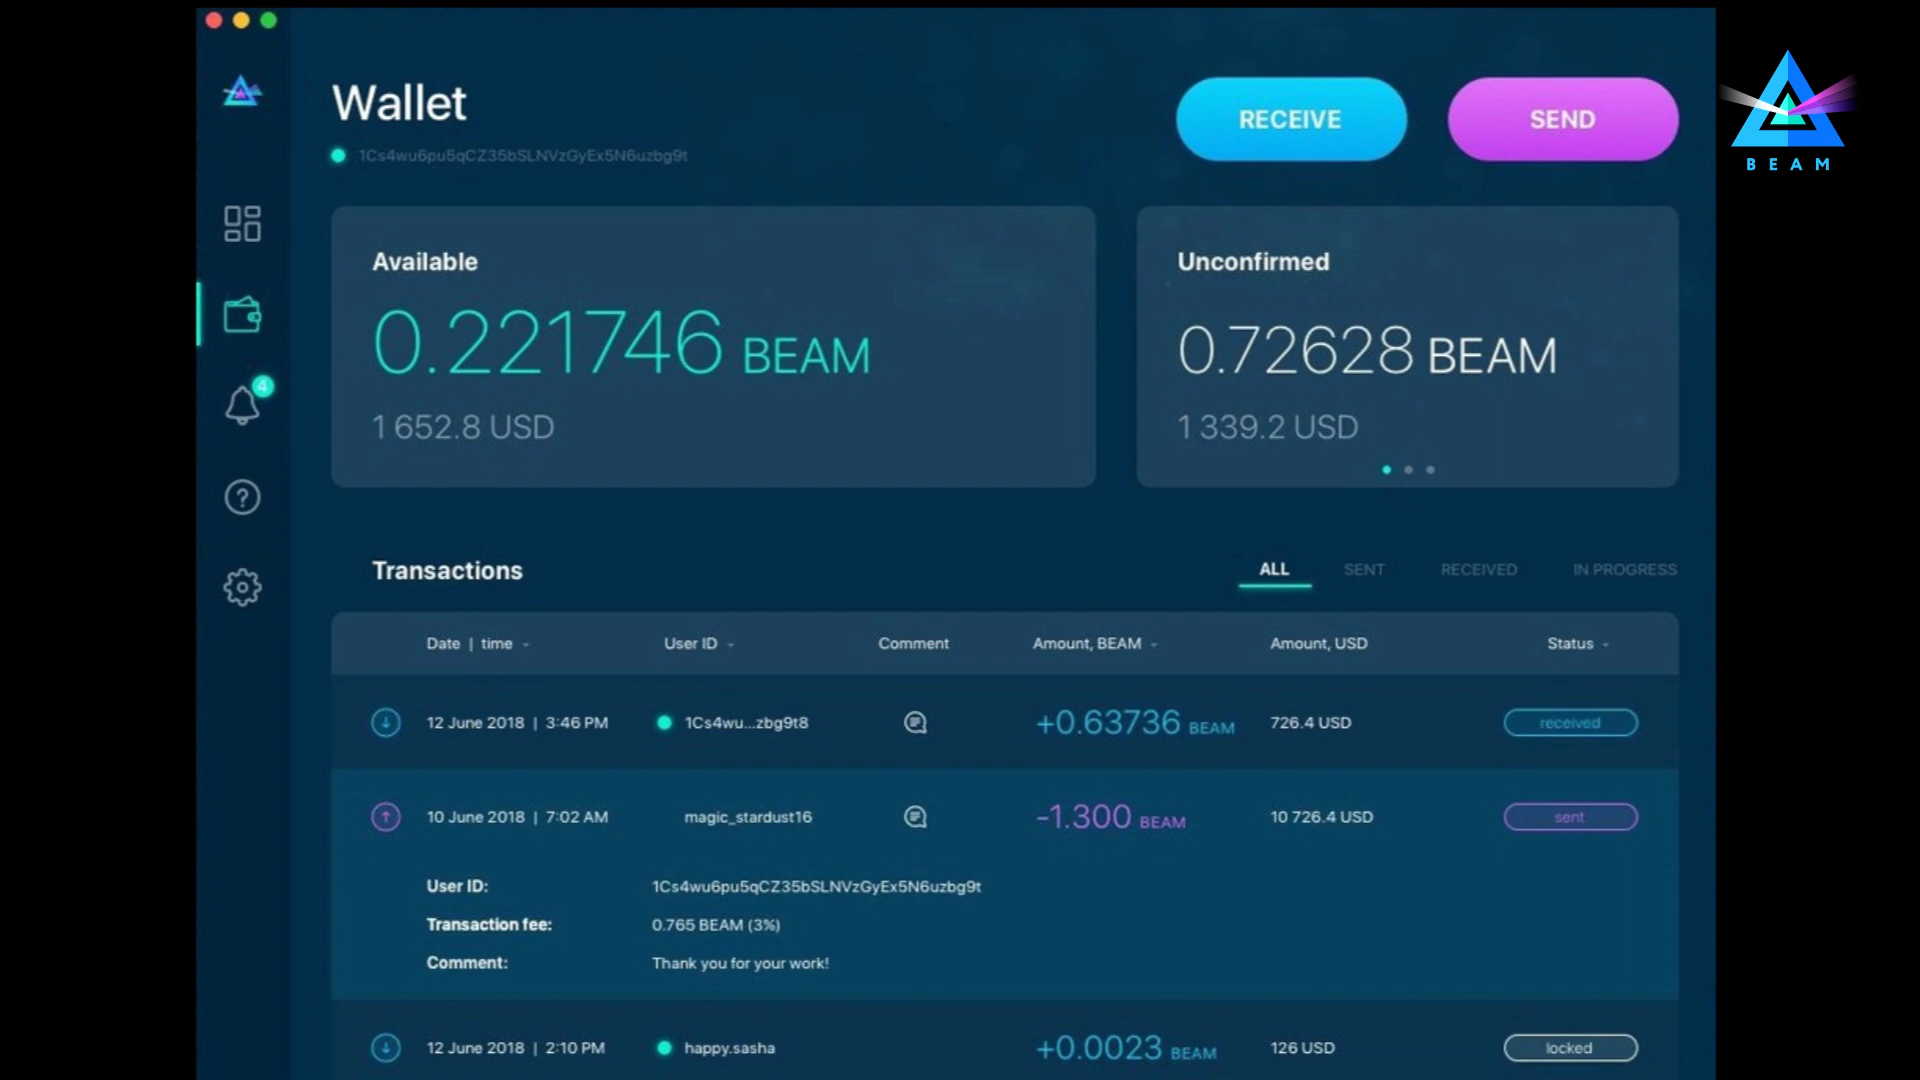 Wallet
RECEIVE
SEND
BEAM
1Cs4wu6pu5qCZ35bSLNVzGyEx5N6uzbg9t
Available
Unconfirmed
0.221746 BEAM
0.72628 BEAM
1 652.8 USD
1 339.2 USD
4
?
Transactions
ALL
SENT
RECEIVED
IN PROGRESS
Date | time
User ID
Comment
Amount, BEAM
Amount, USD
Status
12 June 2018 | 3:46 PM
1Cs4wu...zbg9t8
+0.63736 BEAM
726.4 USD
received
10 June 2018 | 7:02 AM
magic_stardust16
-1.300 BEAM
10 726.4 USD
sent
User ID:
1Cs4wu6pu5qCZ35bSLNVzGyEx5N6uzbg9t
Transaction fee:
0.765 BEAM (3%)
Comment:
Thank you for your work!
12 June 2018 | 2:10 PM
happy.sasha
+0.0023 BEAM
126 USD
locked